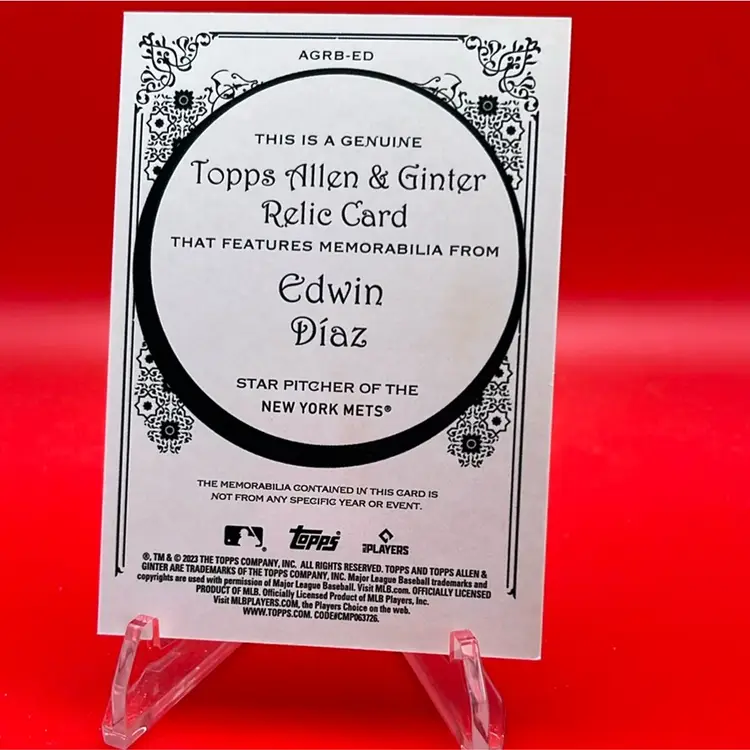 AGRB-ED
THIS IS A GENUINE
Topps Allen & Ginter
Relic Card
THAT FEATURES MEMORABILIA FROM
Edwin
Díaz
STAR PITCHER OF THE
NEW YORK METS®
THE MEMORABILIA CONTAINED IN THIS CARD IS
NOT FROM ANY SPECIFIC YEAR OR EVENT.
Topps
MLBPLAYERS
®, TM & © 2023 THE TOPPS COMPANY, INC. ALL RIGHTS RESERVED. TOPPS AND TOPPS ALLEN &
GINTER ARE TRADEMARKS OF THE TOPPS COMPANY, INC. Major League Baseball trademarks and
copyrights are used with permission of Major League Baseball. Visit MLB.com. OFFICIALLY LICENSED
PRODUCT OF MLB. Officially Licensed Product of MLB Players, Inc.
Visit MLBPLAYERS.COM, the Players Choice on the web.
WWW.TOPPS.COM. CODE#CMP063726.